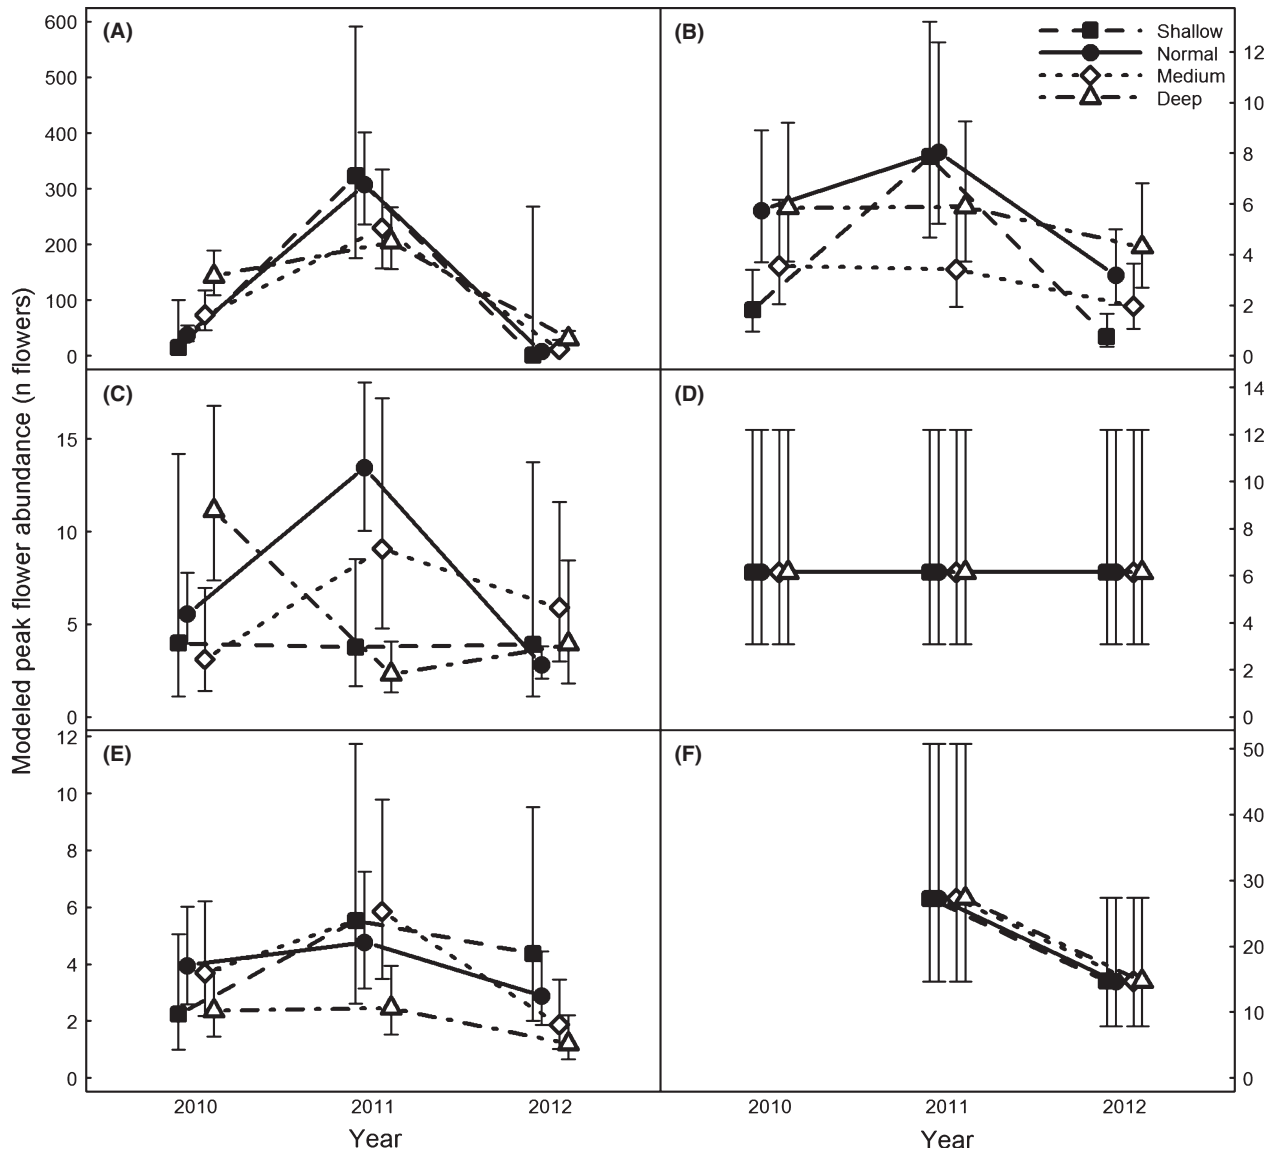 Modeled peak flower abundance (n flowers)
(A)
600
500
400
300
200
100
0
(B)
Shallow
Normal
Medium
Deep
12
10
8
6
4
2
0
(C)
15
10
5
0
(D)
14
12
10
8
6
4
2
0
(E)
12
10
8
6
4
2
0
(F)
50
40
30
20
10
0
2010 2011 2012
2010 2011 2012
Year
Year